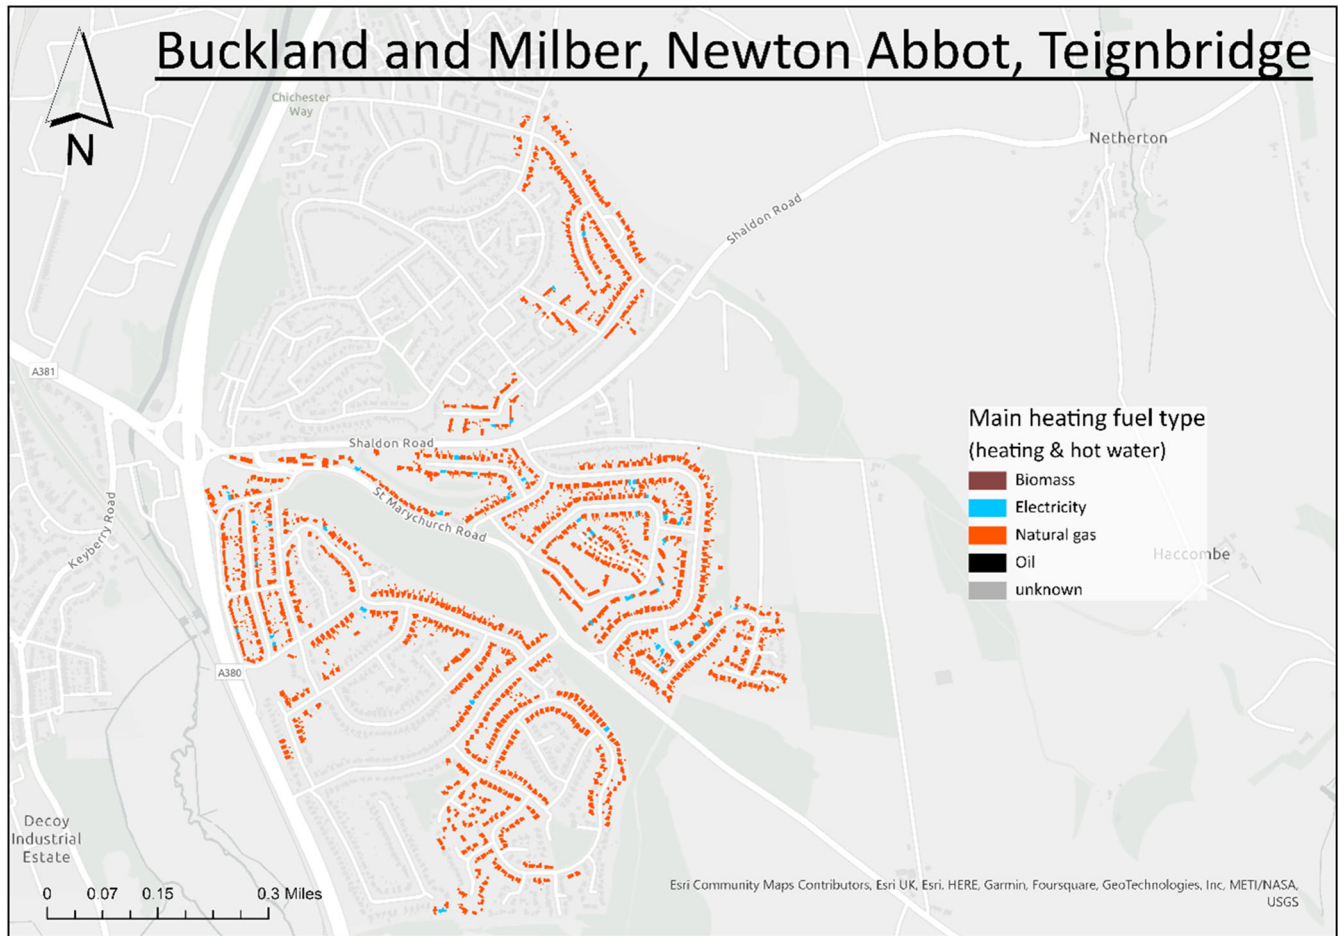 Buckland and Milber, Newton Abbot, Teignbridge
N
Chichester
Way
Netherton
Shaldon Road
A381
Shaldon Road
St Marychurch Road
Keyberry Road
A380
Haccombe
Main heating fuel type
(heating & hot water)
Biomass
Electricity
Natural gas
Oil
unknown
Decoy
Industrial
Estate
0 0.07 0.15 0.3 Miles
Esri Community Maps Contributors, Esri UK, Esri, HERE, Garmin, Foursquare, GeoTechnologies, Inc, METI/NASA,
USGS